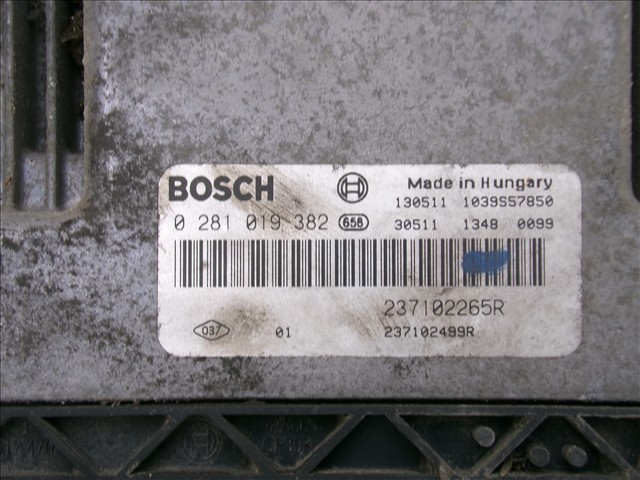 BOSCH Made in Hungary
130511 1039S57850
0 281 019 382 658 30511 1348 0099
237102265R
037 01 237102499R